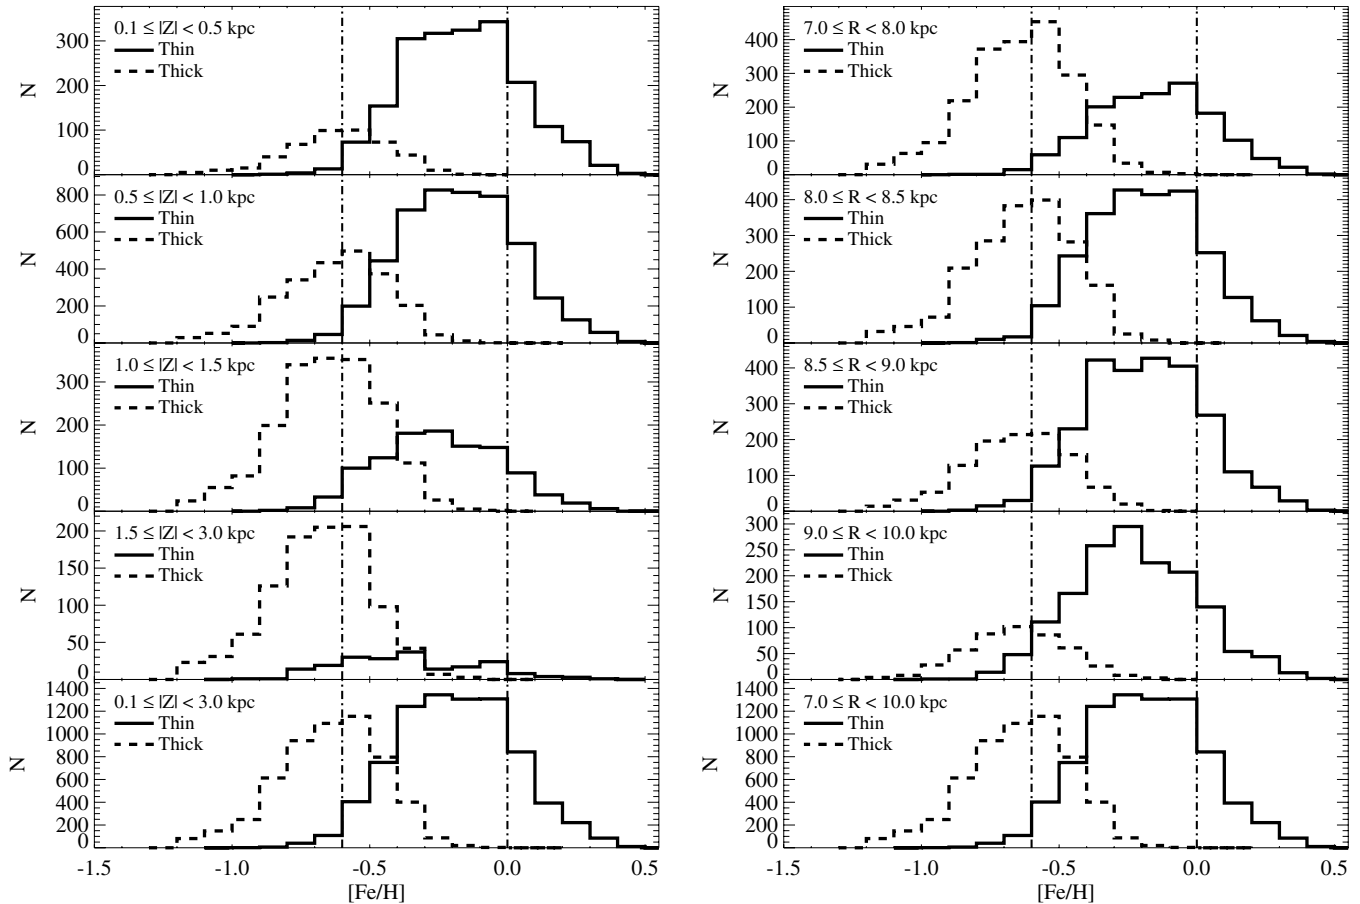 0.1 ≤ |Z| < 0.5 kpc
Thin
Thick
N
300
200
100
0
0.5 ≤ |Z| < 1.0 kpc
Thin
Thick
N
800
600
400
200
0
1.0 ≤ |Z| < 1.5 kpc
Thin
Thick
N
300
200
100
0
1.5 ≤ |Z| < 3.0 kpc
Thin
Thick
N
200
150
100
50
0
0.1 ≤ |Z| < 3.0 kpc
Thin
Thick
N
1400
1200
1000
800
600
400
200
0
-1.5 -1.0 -0.5 0.0 0.5
[Fe/H]
7.0 ≤ R < 8.0 kpc
Thin
Thick
N
400
300
200
100
0
8.0 ≤ R < 8.5 kpc
Thin
Thick
N
400
300
200
100
0
8.5 ≤ R < 9.0 kpc
Thin
Thick
N
400
300
200
100
0
9.0 ≤ R < 10.0 kpc
Thin
Thick
N
300
250
200
150
100
50
0
7.0 ≤ R < 10.0 kpc
Thin
Thick
N
1400
1200
1000
800
600
400
200
0
-1.5 -1.0 -0.5 0.0 0.5
[Fe/H]